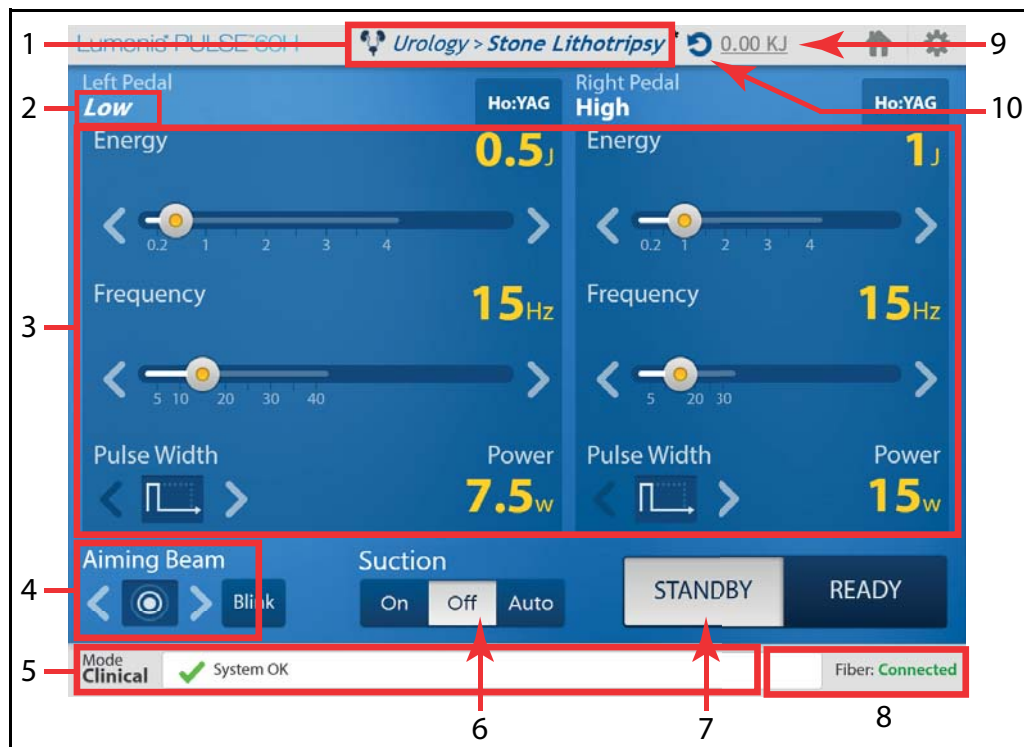 1
Lumenis® PULSE™ 60H
Urology > Stone Lithotripsy *
0.00 KJ
9
2
Left Pedal
Low
Ho:YAG
Right Pedal
High
Ho:YAG
10
3
Energy
0.5J
0.2 1 2 3 4
Frequency
15Hz
5 10 20 30 40
Pulse Width
Power
7.5W
Energy
1J
0.2 1 2 3 4
Frequency
15Hz
5 20 30
Pulse Width
Power
15W
4
Aiming Beam
Blink
Suction
On Off Auto
STANDBY READY
5
Mode
Clinical
System OK
Fiber: Connected
6
7
8